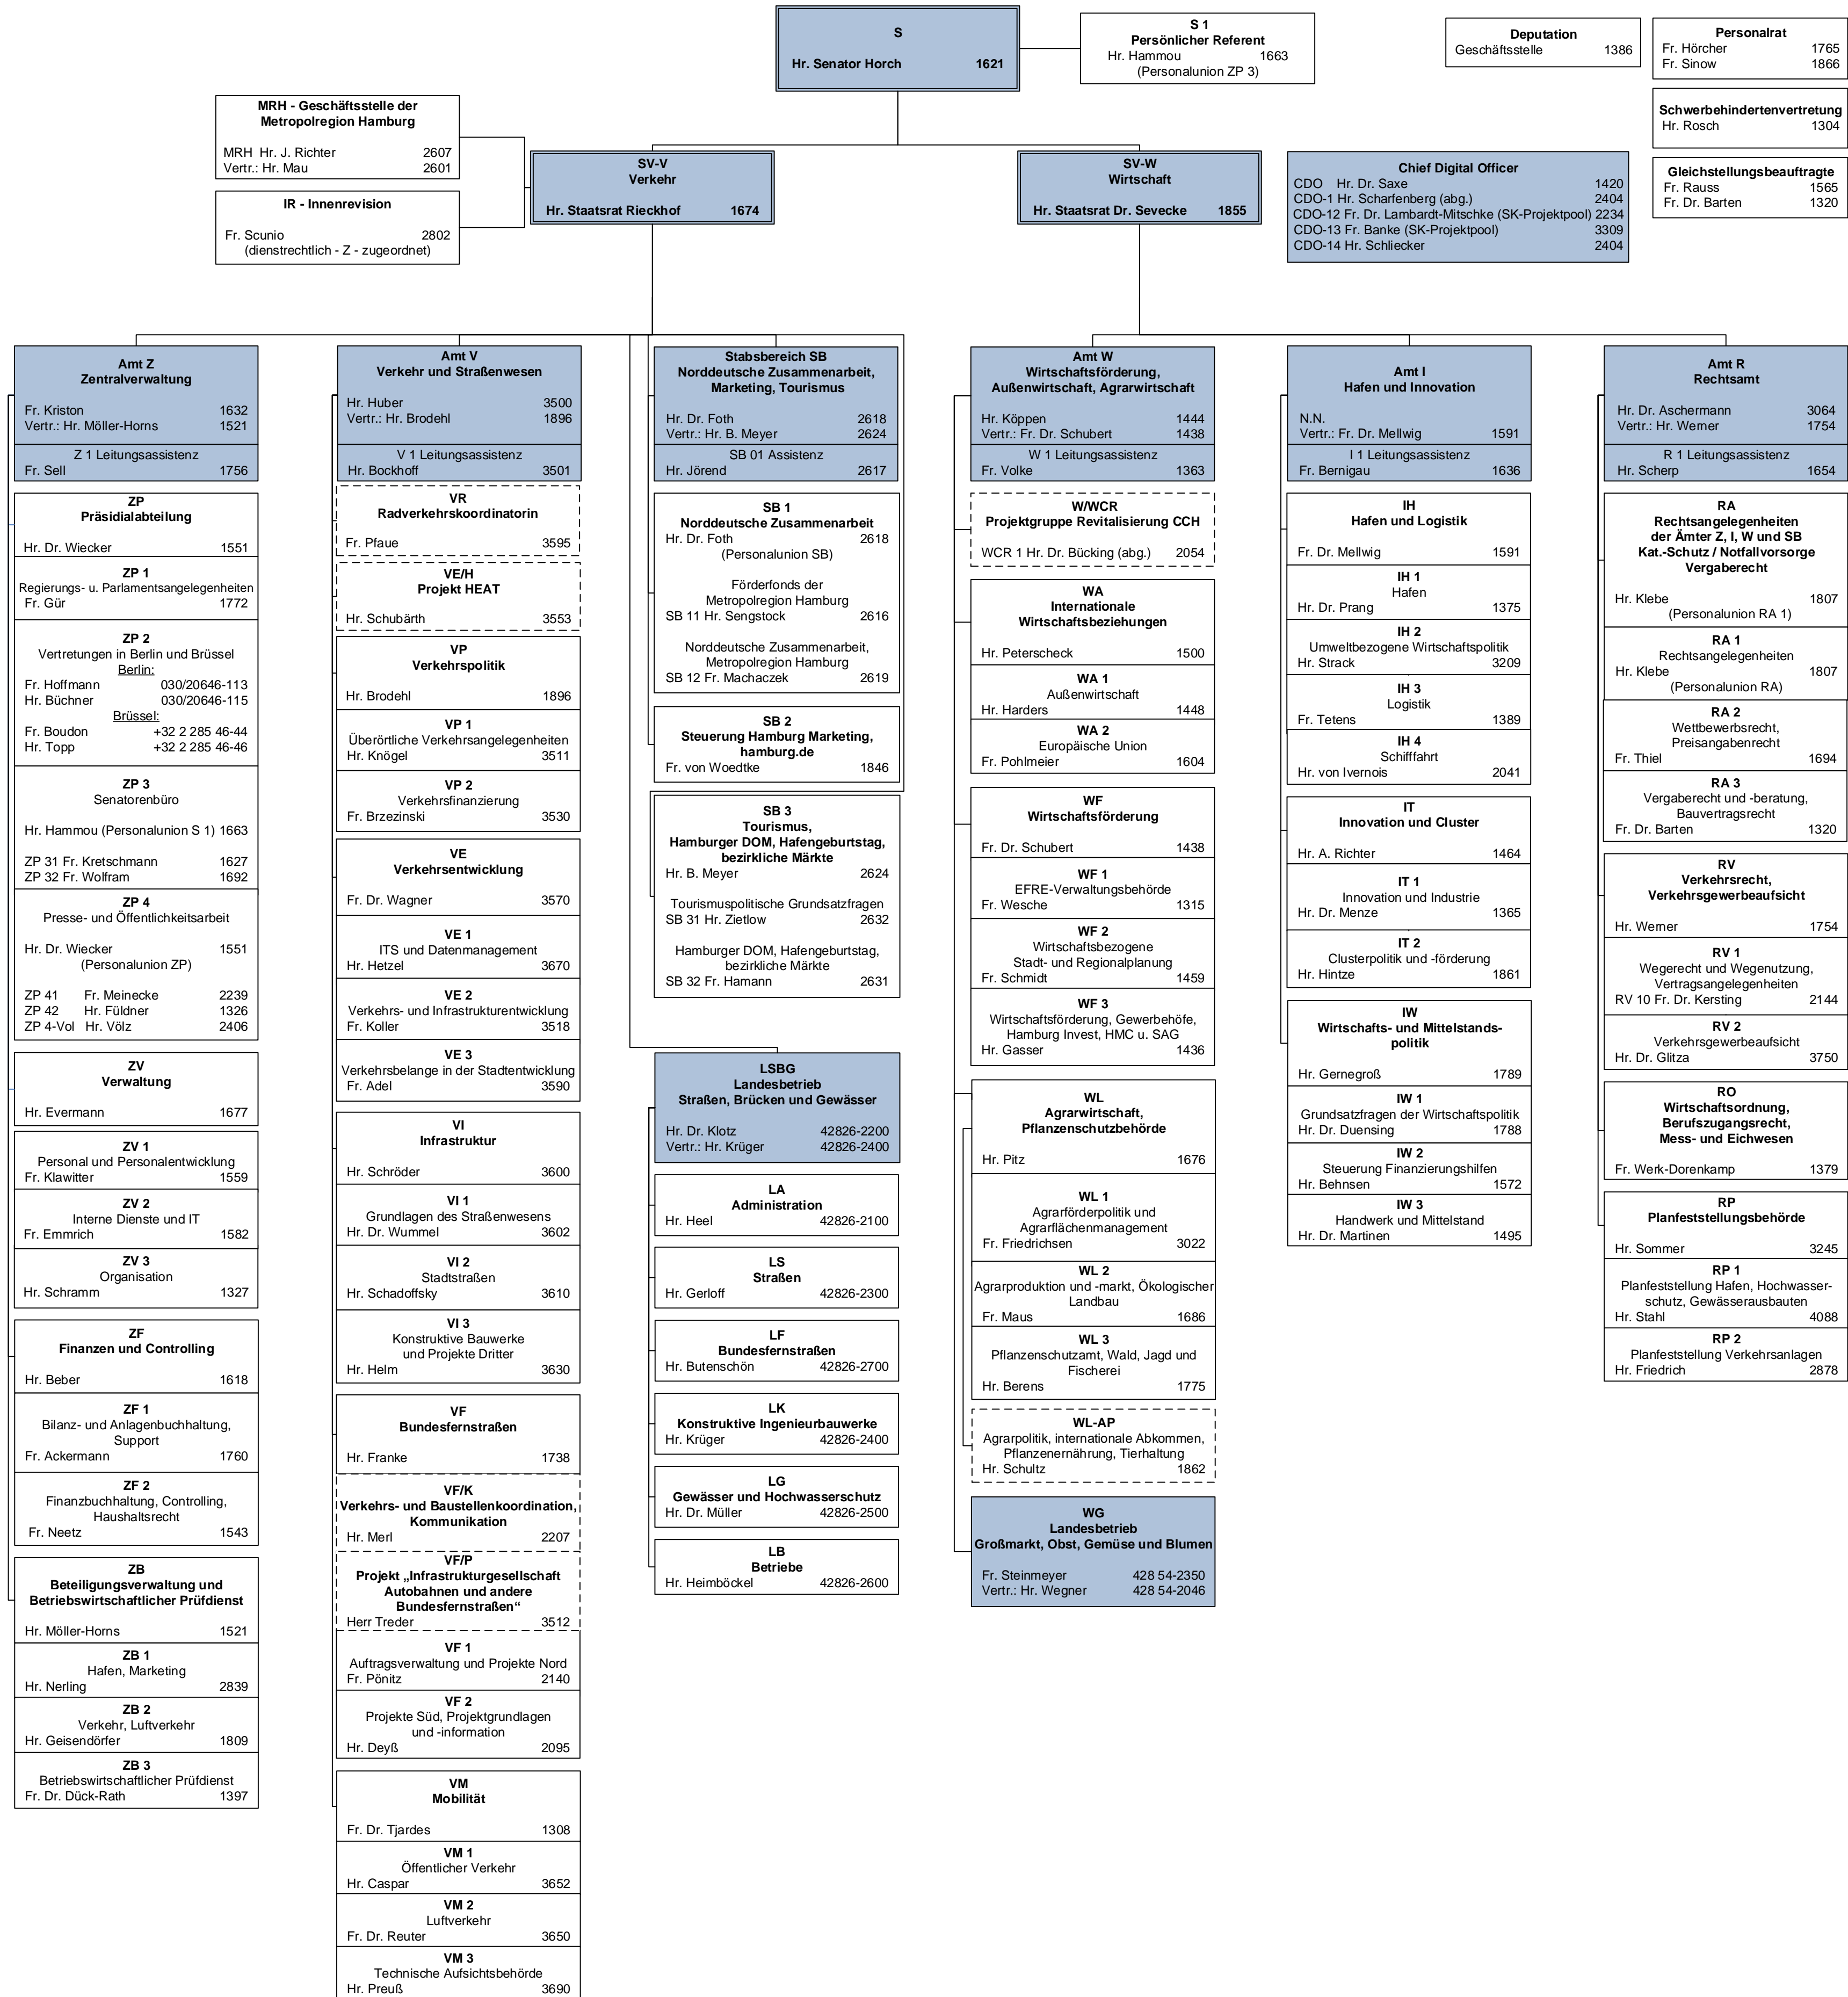 S
Hr. Senator Horch 1621
S 1
Persönlicher Referent
Hr. Hammou 1663
(Personalunion ZP 3)
Deputation
Geschäftsstelle 1386
Personalrat
Fr. Hörcher 1765
Fr. Sinow 1866
Schwerbehindertenvertretung
Hr. Rosch 1304
Gleichstellungsbeauftragte
Fr. Rauss 1565
Fr. Dr. Barten 1320
MRH - Geschäftsstelle der
Metropolregion Hamburg
MRH Hr. J. Richter 2607
Vertr.: Hr. Mau 2601
IR - Innenrevision
Fr. Scunio 2802
(dienstrechtlich - Z - zugeordnet)
SV-V
Verkehr
Hr. Staatsrat Rieckhof 1674
SV-W
Wirtschaft
Hr. Staatsrat Dr. Sevecke 1855
Chief Digital Officer
CDO Hr. Dr. Saxe 1420
CDO-1 Hr. Scharfenberg (abg.) 2404
CDO-12 Fr. Dr. Lambardt-Mitschke (SK-Projektpool) 2234
CDO-13 Fr. Banke (SK-Projektpool) 3309
CDO-14 Hr. Schliecker 2404
Amt Z
Zentralverwaltung
Fr. Kriston 1632
Vertr.: Hr. Möller-Horns 1521
Z 1 Leitungsassistenz
Fr. Sell 1756
ZP
Präsidialabteilung
Hr. Dr. Wiecker 1551
ZP 1
Regierungs- u. Parlamentsangelegenheiten
Fr. Gür 1772
ZP 2
Vertretungen in Berlin und Brüssel
Berlin:
Fr. Hoffmann 030/20646-113
Hr. Büchner 030/20646-115
Brüssel:
Fr. Boudon +32 2 285 46-44
Hr. Topp +32 2 285 46-46
ZP 3
Senatorenbüro
Hr. Hammou (Personalunion S 1) 1663
ZP 31 Fr. Kretschmann 1627
ZP 32 Fr. Wolfram 1692
ZP 4
Presse- und Öffentlichkeitsarbeit
Hr. Dr. Wiecker 1551
(Personalunion ZP)
ZP 41 Fr. Meinecke 2239
ZP 42 Hr. Füldner 1326
ZP 4-Vol Hr. Völz 2406
ZV
Verwaltung
Hr. Evermann 1677
ZV 1
Personal und Personalentwicklung
Fr. Klawitter 1559
ZV 2
Interne Dienste und IT
Fr. Emmrich 1582
ZV 3
Organisation
Hr. Schramm 1327
ZF
Finanzen und Controlling
Hr. Beber 1618
ZF 1
Bilanz- und Anlagenbuchhaltung,
Support
Fr. Ackermann 1760
ZF 2
Finanzbuchhaltung, Controlling,
Haushaltsrecht
Fr. Neetz 1543
ZB
Beteiligungsverwaltung und
Betriebswirtschaftlicher Prüfdienst
Hr. Möller-Horns 1521
ZB 1
Hafen, Marketing
Hr. Nerling 2839
ZB 2
Verkehr, Luftverkehr
Hr. Geisendörfer 1809
ZB 3
Betriebswirtschaftlicher Prüfdienst
Fr. Dr. Dück-Rath 1397
Amt V
Verkehr und Straßenwesen
Hr. Huber 3500
Vertr.: Hr. Brodehl 1896
V 1 Leitungsassistenz
Hr. Bockhoff 3501
VR
Radverkehrskoordinatorin
Fr. Pfaue 3595
VE/H
Projekt HEAT
Hr. Schubärth 3553
VP
Verkehrspolitik
Hr. Brodehl 1896
VP 1
Überörtliche Verkehrsangelegenheiten
Hr. Knögel 3511
VP 2
Verkehrsfinanzierung
Fr. Brzezinski 3530
VE
Verkehrsentwicklung
Fr. Dr. Wagner 3570
VE 1
ITS und Datenmanagement
Hr. Hetzel 3670
VE 2
Verkehrs- und Infrastrukturentwicklung
Fr. Koller 3518
VE 3
Verkehrsbelange in der Stadtentwicklung
Fr. Adel 3590
VI
Infrastruktur
Hr. Schröder 3600
VI 1
Grundlagen des Straßenwesens
Hr. Dr. Wummel 3602
VI 2
Stadtstraßen
Hr. Schadoffsky 3610
VI 3
Konstruktive Bauwerke
und Projekte Dritter
Hr. Helm 3630
VF
Bundesfernstraßen
Hr. Franke 1738
VF/K
Verkehrs- und Baustellenkoordination,
Kommunikation
Hr. Merl 2207
VF/P
Projekt „Infrastrukturgesellschaft
Autobahnen und andere
Bundesfernstraßen“
Herr Treder 3512
VF 1
Auftragsverwaltung und Projekte Nord
Fr. Pönitz 2140
VF 2
Projekte Süd, Projektgrundlagen
und -information
Hr. Deyß 2095
VM
Mobilität
Fr. Dr. Tjardes 1308
VM 1
Öffentlicher Verkehr
Hr. Caspar 3652
VM 2
Luftverkehr
Fr. Dr. Reuter 3650
VM 3
Technische Aufsichtsbehörde
Hr. Preuß 3690
Stabsbereich SB
Norddeutsche Zusammenarbeit,
Marketing, Tourismus
Hr. Dr. Foth 2618
Vertr.: Hr. B. Meyer 2624
SB 01 Assistenz
Hr. Jörend 2617
SB 1
Norddeutsche Zusammenarbeit
Hr. Dr. Foth 2618
(Personalunion SB)
Förderfonds der
Metropolregion Hamburg
SB 11 Hr. Sengstock 2616
Norddeutsche Zusammenarbeit,
Metropolregion Hamburg
SB 12 Fr. Machaczek 2619
SB 2
Steuerung Hamburg Marketing,
hamburg.de
Fr. von Woedtke 1846
SB 3
Tourismus,
Hamburger DOM, Hafengeburtstag,
bezirkliche Märkte
Hr. B. Meyer 2624
Tourismuspolitische Grundsatzfragen
SB 31 Hr. Zietlow 2632
Hamburger DOM, Hafengeburtstag,
bezirkliche Märkte
SB 32 Fr. Hamann 2631
LSBG
Landesbetrieb
Straßen, Brücken und Gewässer
Hr. Dr. Klotz 42826-2200
Vertr.: Hr. Krüger 42826-2400
LA
Administration
Hr. Heel 42826-2100
LS
Straßen
Hr. Gerloff 42826-2300
LF
Bundesfernstraßen
Hr. Butenschön 42826-2700
LK
Konstruktive Ingenieurbauwerke
Hr. Krüger 42826-2400
LG
Gewässer und Hochwasserschutz
Hr. Dr. Müller 42826-2500
LB
Betriebe
Hr. Heimböckel 42826-2600
Amt W
Wirtschaftsförderung,
Außenwirtschaft, Agrarwirtschaft
Hr. Köppen 1444
Vertr.: Fr. Dr. Schubert 1438
W 1 Leitungsassistenz
Fr. Volke 1363
W/WCR
Projektgruppe Revitalisierung CCH
WCR 1 Hr. Dr. Bücking (abg.) 2054
WA
Internationale
Wirtschaftsbeziehungen
Hr. Peterscheck 1500
WA 1
Außenwirtschaft
Hr. Harders 1448
WA 2
Europäische Union
Fr. Pohlmeier 1604
WF
Wirtschaftsförderung
Fr. Dr. Schubert 1438
WF 1
EFRE-Verwaltungsbehörde
Fr. Wesche 1315
WF 2
Wirtschaftsbezogene
Stadt- und Regionalplanung
Fr. Schmidt 1459
WF 3
Wirtschaftsförderung, Gewerbehöfe,
Hamburg Invest, HMC u. SAG
Hr. Gasser 1436
WL
Agrarwirtschaft,
Pflanzenschutzbehörde
Hr. Pitz 1676
WL 1
Agrarförderpolitik und
Agrarflächenmanagement
Fr. Friedrichsen 3022
WL 2
Agrarproduktion und -markt, Ökologischer
Landbau
Fr. Maus 1686
WL 3
Pflanzenschutzamt, Wald, Jagd und
Fischerei
Hr. Berens 1775
WL-AP
Agrarpolitik, internationale Abkommen,
Pflanzenernährung, Tierhaltung
Hr. Schultz 1862
WG
Landesbetrieb
Großmarkt, Obst, Gemüse und Blumen
Fr. Steinmeyer 428 54-2350
Vertr.: Hr. Wegner 428 54-2046
Amt I
Hafen und Innovation
N.N.
Vertr.: Fr. Dr. Mellwig 1591
I 1 Leitungsassistenz
Fr. Bernigau 1636
IH
Hafen und Logistik
Fr. Dr. Mellwig 1591
IH 1
Hafen
Hr. Dr. Prang 1375
IH 2
Umweltbezogene Wirtschaftspolitik
Hr. Strack 3209
IH 3
Logistik
Fr. Tetens 1389
IH 4
Schifffahrt
Hr. von Ivernois 2041
IT
Innovation und Cluster
Hr. A. Richter 1464
IT 1
Innovation und Industrie
Hr. Dr. Menze 1365
IT 2
Clusterpolitik und -förderung
Hr. Hintze 1861
IW
Wirtschafts- und Mittelstands-
politik
Hr. Gernegroß 1789
IW 1
Grundsatzfragen der Wirtschaftspolitik
Hr. Dr. Duensing 1788
IW 2
Steuerung Finanzierungshilfen
Hr. Behnsen 1572
IW 3
Handwerk und Mittelstand
Hr. Dr. Martinen 1495
Amt R
Rechtsamt
Hr. Dr. Aschermann 3064
Vertr.: Hr. Werner 1754
R 1 Leitungsassistenz
Hr. Scherp 1654
RA
Rechtsangelegenheiten
der Ämter Z, I, W und SB
Kat.-Schutz / Notfallvorsorge
Vergaberecht
Hr. Klebe 1807
(Personalunion RA 1)
RA 1
Rechtsangelegenheiten
Hr. Klebe 1807
(Personalunion RA)
RA 2
Wettbewerbsrecht,
Preisangabenrecht
Fr. Thiel 1694
RA 3
Vergaberecht und -beratung,
Bauvertragsrecht
Fr. Dr. Barten 1320
RV
Verkehrsrecht,
Verkehrsgewerbeaufsicht
Hr. Werner 1754
RV 1
Wegerecht und Wegenutzung,
Vertragsangelegenheiten
RV 10 Fr. Dr. Kersting 2144
RV 2
Verkehrsgewerbeaufsicht
Hr. Dr. Glitza 3750
RO
Wirtschaftsordnung,
Berufszugangsrecht,
Mess- und Eichwesen
Fr. Werk-Dorenkamp 1379
RP
Planfeststellungsbehörde
Hr. Sommer 3245
RP 1
Planfeststellung Hafen, Hochwasser-
schutz, Gewässerausbauten
Hr. Stahl 4088
RP 2
Planfeststellung Verkehrsanlagen
Hr. Friedrich 2878